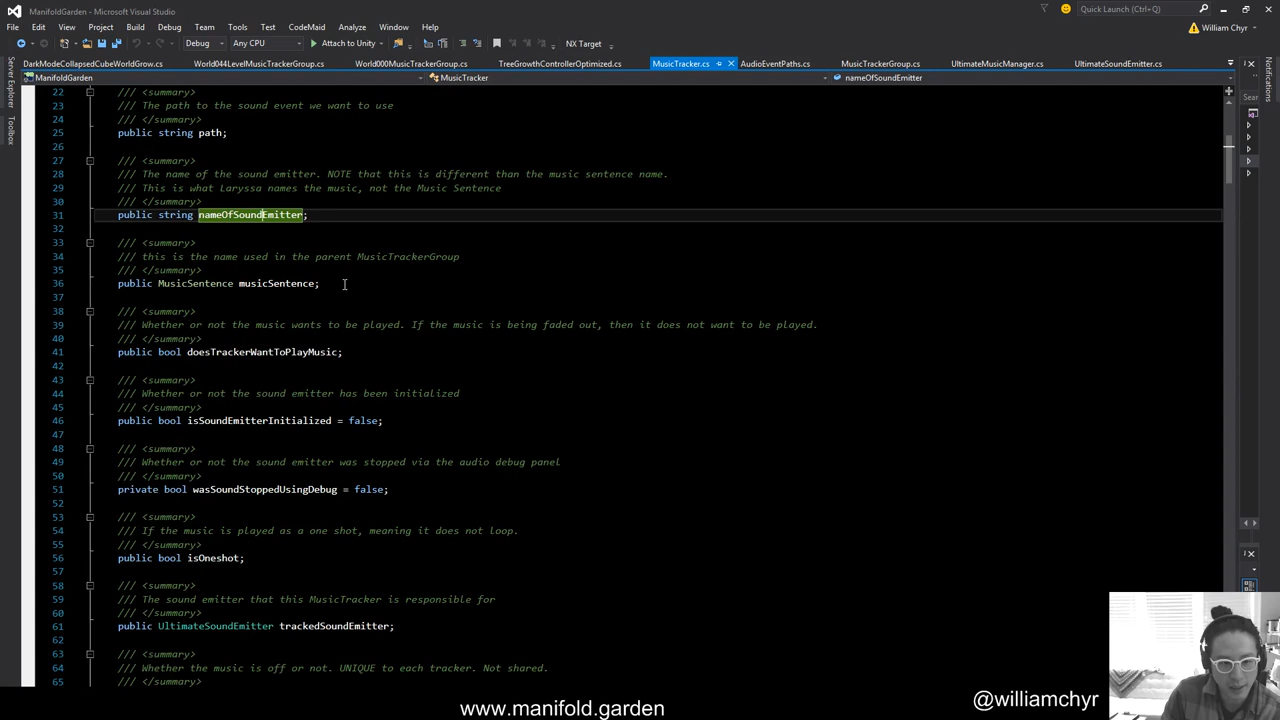 ManifoldGarden - Microsoft Visual Studio
Quick Launch (Ctrl+Q)
File Edit View Project Build Debug Team Tools Test CodeMaid Analyze Window Help
William Chyr
Debug Any CPU Attach to Unity NX Target
DarkModeCollapsedCubeWorldGrow.cs World044LevelMusicTrackerGroup.cs World000MusicTrackerGroup.cs TreeGrowthControllerOptimized.cs MusicTracker.cs AudioEventPaths.cs MusicTrackerGroup.cs UltimateMusicManager.cs UltimateSoundEmitter.cs
ManifoldGarden MusicTracker nameOfSoundEmitter
Server Explorer
Toolbox
Notifications
Sear
22 /// <summary>
23 /// The path to the sound event we want to use
24 /// </summary>
25 public string path;
26
27 /// <summary>
28 /// The name of the sound emitter. NOTE that this is different than the music sentence name.
29 /// This is what Laryssa names the music, not the Music Sentence
30 /// </summary>
31 public string nameOfSoundEmitter;
32
33 /// <summary>
34 /// this is the name used in the parent MusicTrackerGroup
35 /// </summary>
36 public MusicSentence musicSentence;
37
38 /// <summary>
39 /// Whether or not the music wants to be played. If the music is being faded out, then it does not want to be played.
40 /// </summary>
41 public bool doesTrackerWantToPlayMusic;
42
43 /// <summary>
44 /// Whether or not the sound emitter has been initialized
45 /// </summary>
46 public bool isSoundEmitterInitialized = false;
47
48 /// <summary>
49 /// Whether or not the sound emitter was stopped via the audio debug panel
50 /// </summary>
51 private bool wasSoundStoppedUsingDebug = false;
52
53 /// <summary>
54 /// If the music is played as a one shot, meaning it does not loop.
55 /// </summary>
56 public bool isOneshot;
57
58 /// <summary>
59 /// The sound emitter that this MusicTracker is responsible for
60 /// </summary>
61 public UltimateSoundEmitter trackedSoundEmitter;
62
63 /// <summary>
64 /// Whether the music is off or not. UNIQUE to each tracker. Not shared.
65 /// </summary>
www.manifold.garden
@williamchyr